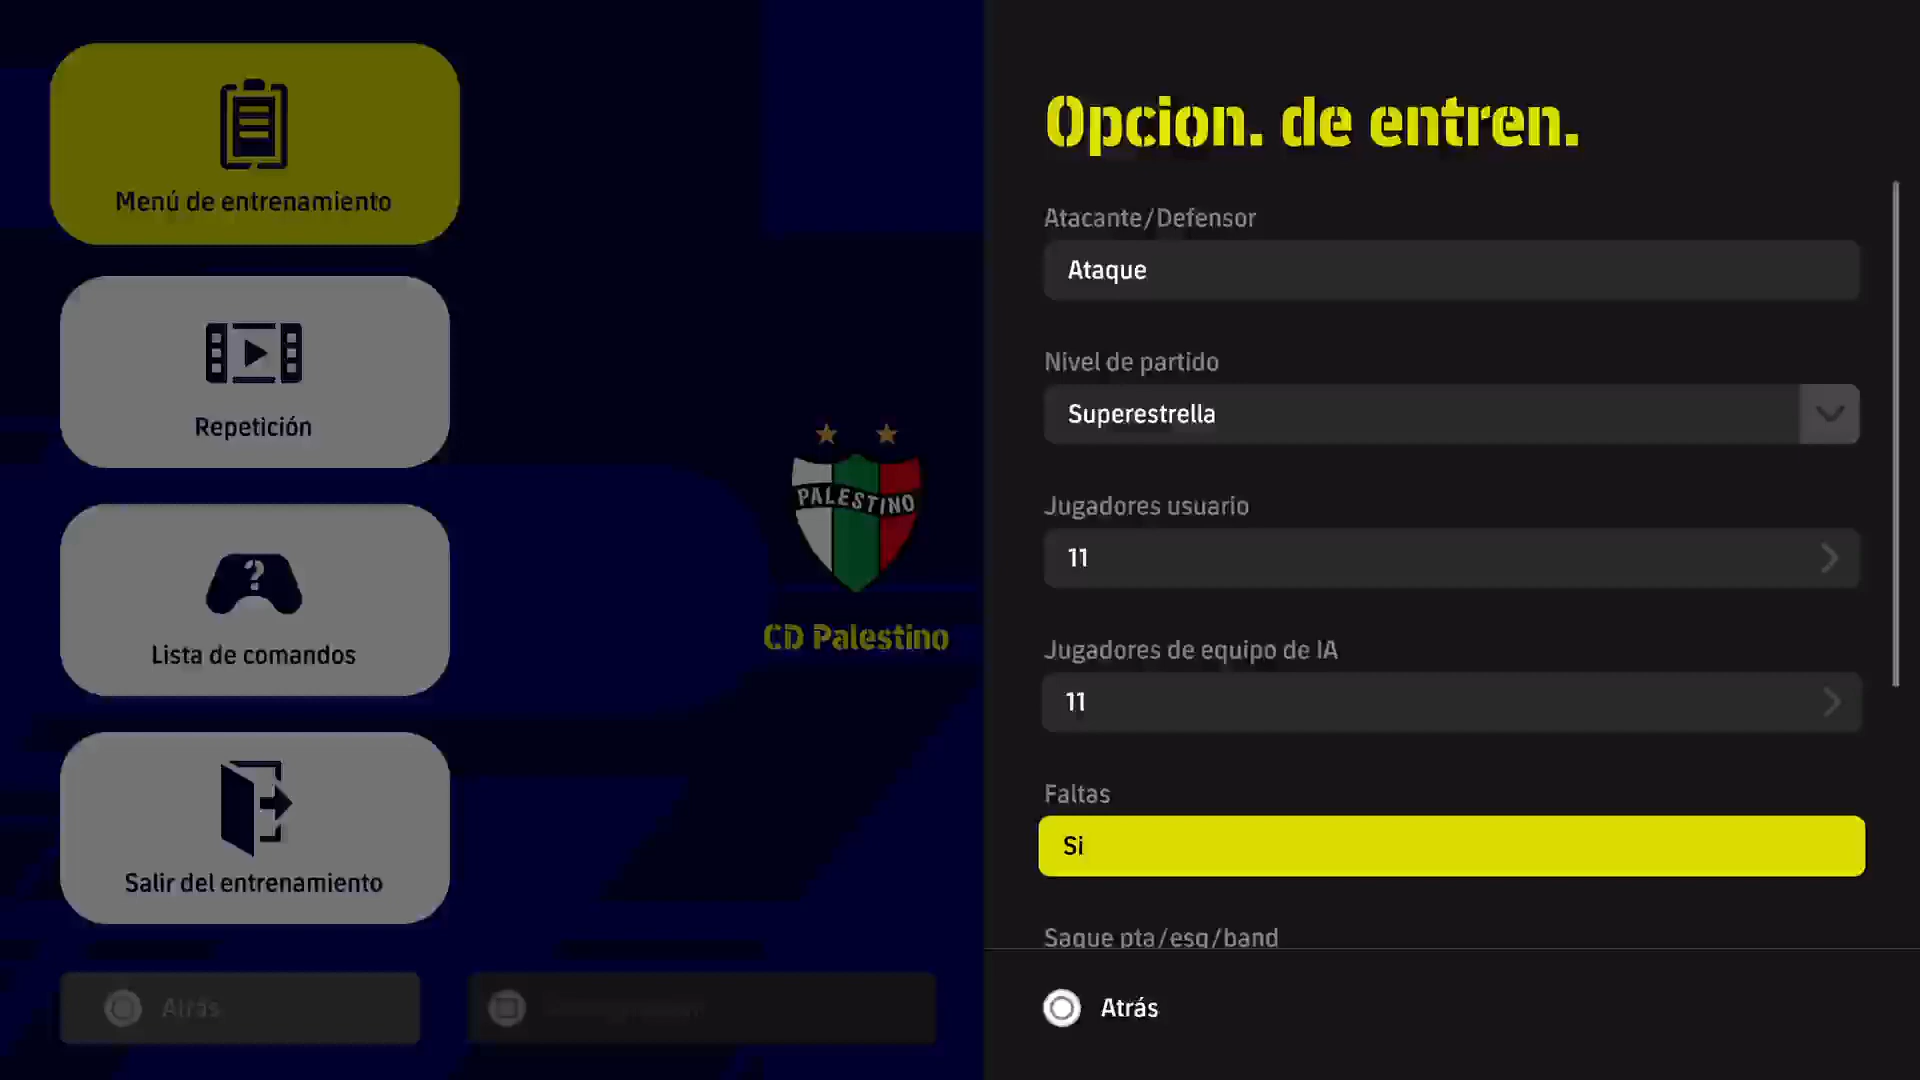 Menú de entrenamiento
Repetición
?
Lista de comandos
Salir del entrenamiento
Atrás
PALESTINO
CD Palestino
Opcion. de entren.
Atacante/Defensor
Ataque
Nivel de partido
Superestrella
Jugadores usuario
11
Jugadores de equipo de IA
11
Faltas
Si
Saque pta/esq/band
Atrás